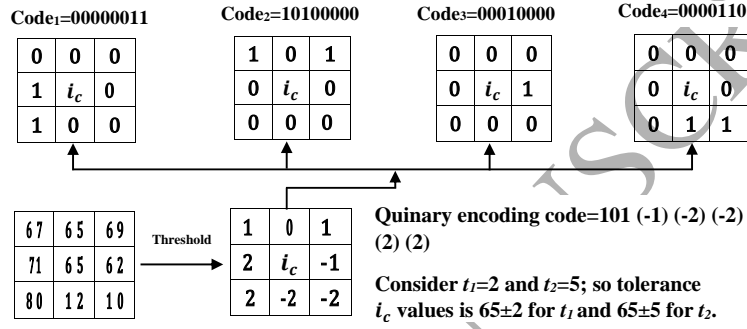 Code₁=00000011 Code₂=10100000 Code₃=00010000 Code₄=0000110
0 0 0 1 0 1 0 0 0 0 0 0
1 i_c 0 0 i_c 0 0 i_c 1 0 i_c 0
1 0 0 0 0 0 0 0 0 0 1 1
67 65 69 Threshold 1 0 1 Quinary encoding code=101 (-1) (-2) (-2)
71 65 62 2 i_c -1 (2) (2)
80 12 10 2 -2 -2 Consider t₁=2 and t₂=5; so tolerance
i_c values is 65±2 for t₁ and 65±5 for t₂.